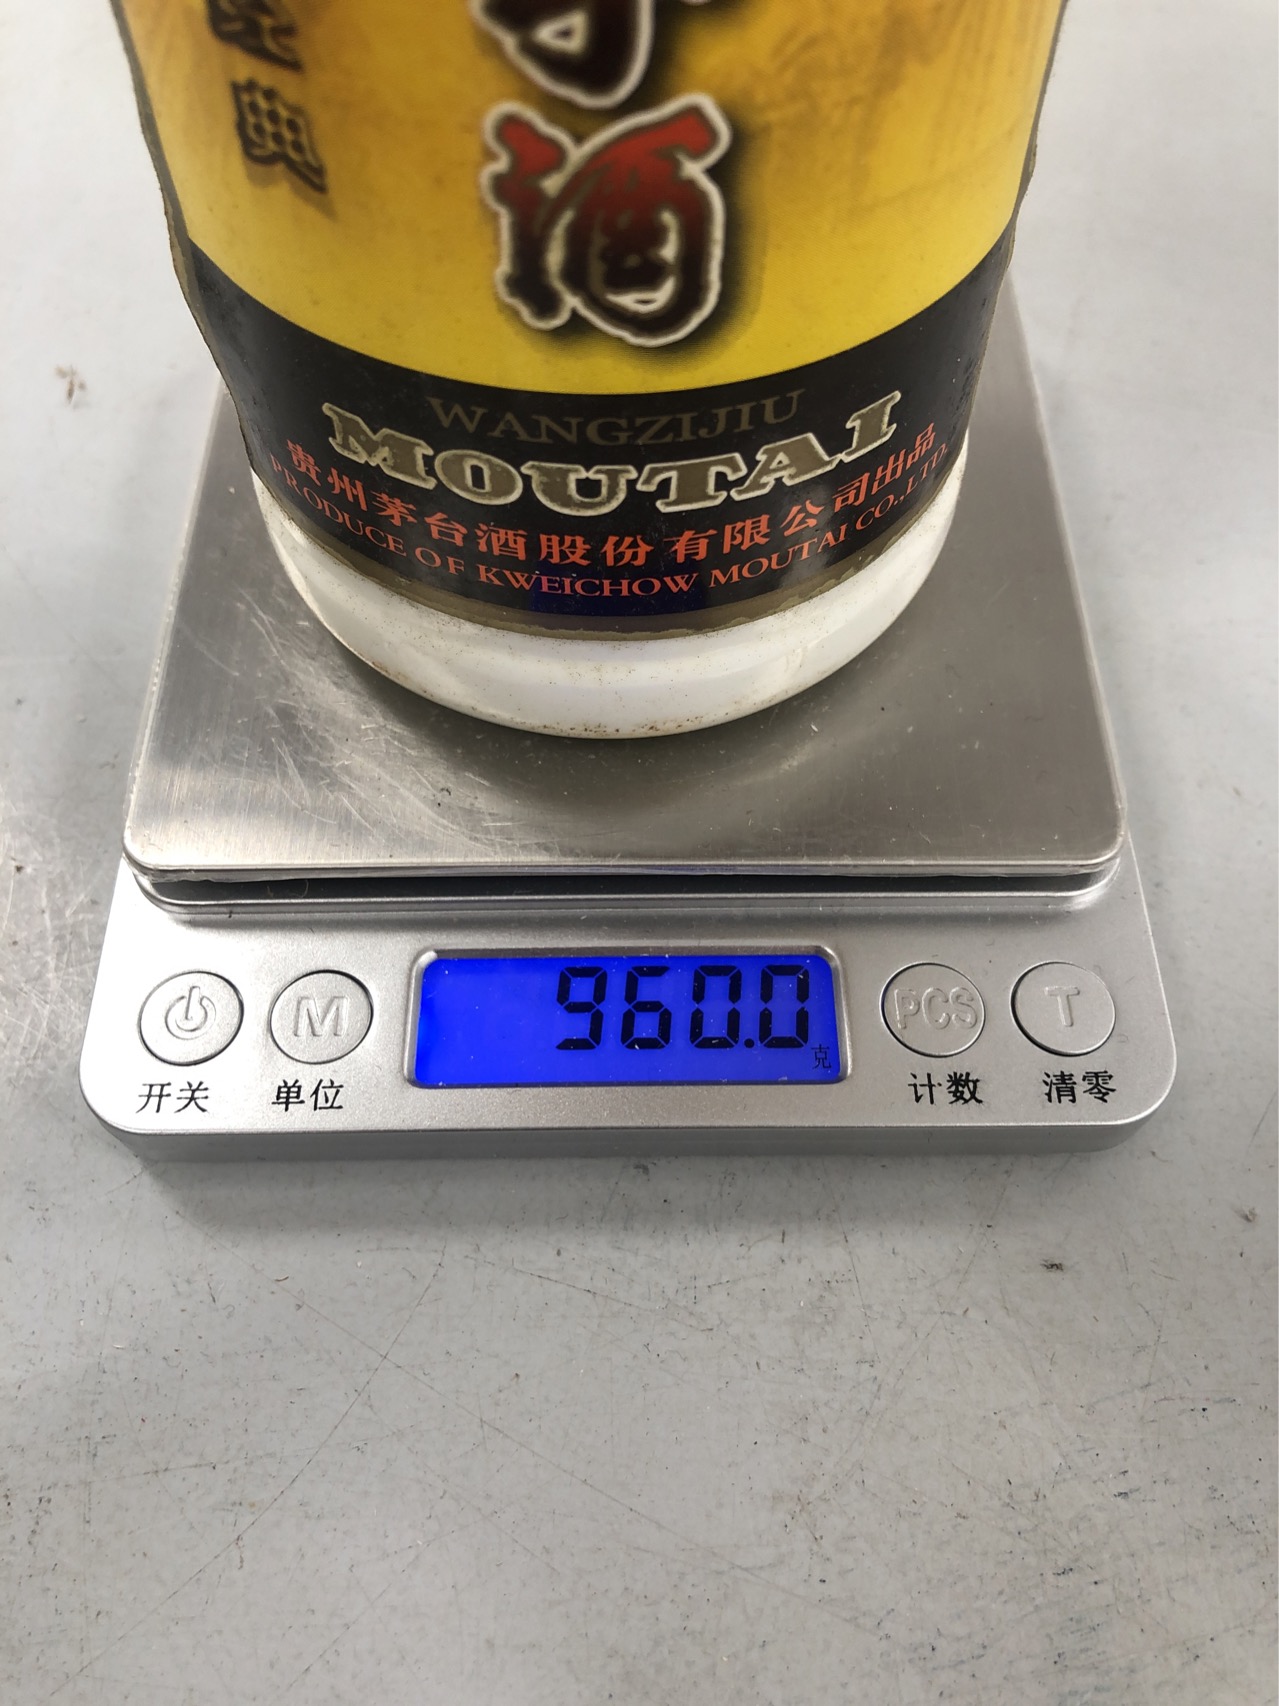 典
酒
WANGZIJIU
MOUTAI
贵州茅台酒股份有限公司出品
PRODUCE OF KWEICHOW MOUTAI CO.,LTD.
960.0
克
M
PCS
T
开关
单位
计数
清零